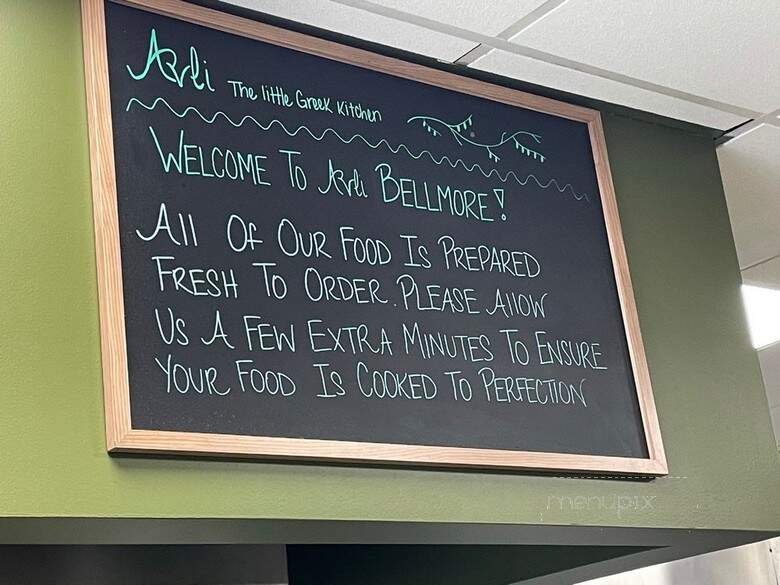 Avli The little Greek Kitchen
WELCOME TO Avli BELLMORE!
All Of OUR FOOD IS PREPARED
FRESH TO ORDER. PLEASE AllOW
US A FEW EXTRA MINUTES TO ENSURE
YOUR FOOD IS COOKED TO PERFECTION
menupix